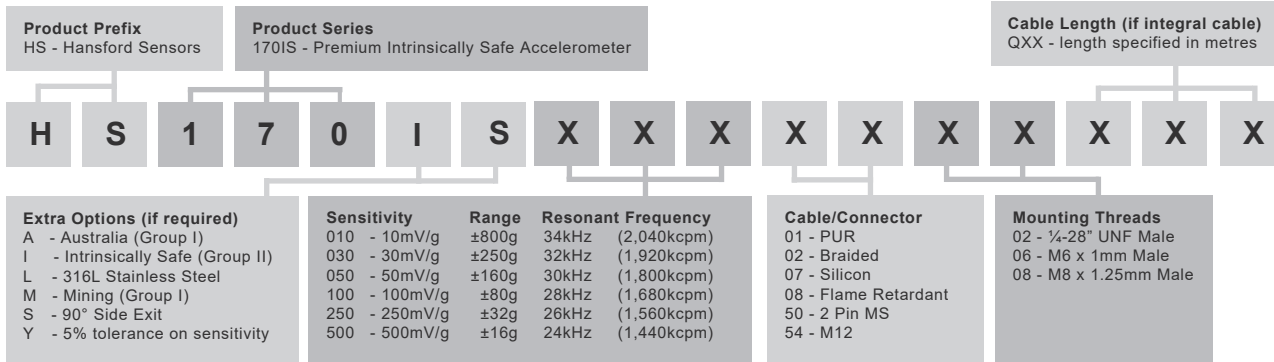 Product Prefix
HS - Hansford Sensors
Product Series
170IS - Premium Intrinsically Safe Accelerometer
Cable Length (if integral cable)
QXX - length specified in metres
H S 1 7 0 I S X X X X X X X X X X
Extra Options (if required)
A - Australia (Group I)
I - Intrinsically Safe (Group II)
L - 316L Stainless Steel
M - Mining (Group I)
S - 90° Side Exit
Y - 5% tolerance on sensitivity
Sensitivity Range Resonant Frequency
010 - 10mV/g ±800g 34kHz (2,040kcpm)
030 - 30mV/g ±250g 32kHz (1,920kcpm)
050 - 50mV/g ±160g 30kHz (1,800kcpm)
100 - 100mV/g ±80g 28kHz (1,680kcpm)
250 - 250mV/g ±32g 26kHz (1,560kcpm)
500 - 500mV/g ±16g 24kHz (1,440kcpm)
Cable/Connector
01 - PUR
02 - Braided
07 - Silicon
08 - Flame Retardant
50 - 2 Pin MS
54 - M12
Mounting Threads
02 - ¼-28" UNF Male
06 - M6 x 1mm Male
08 - M8 x 1.25mm Male